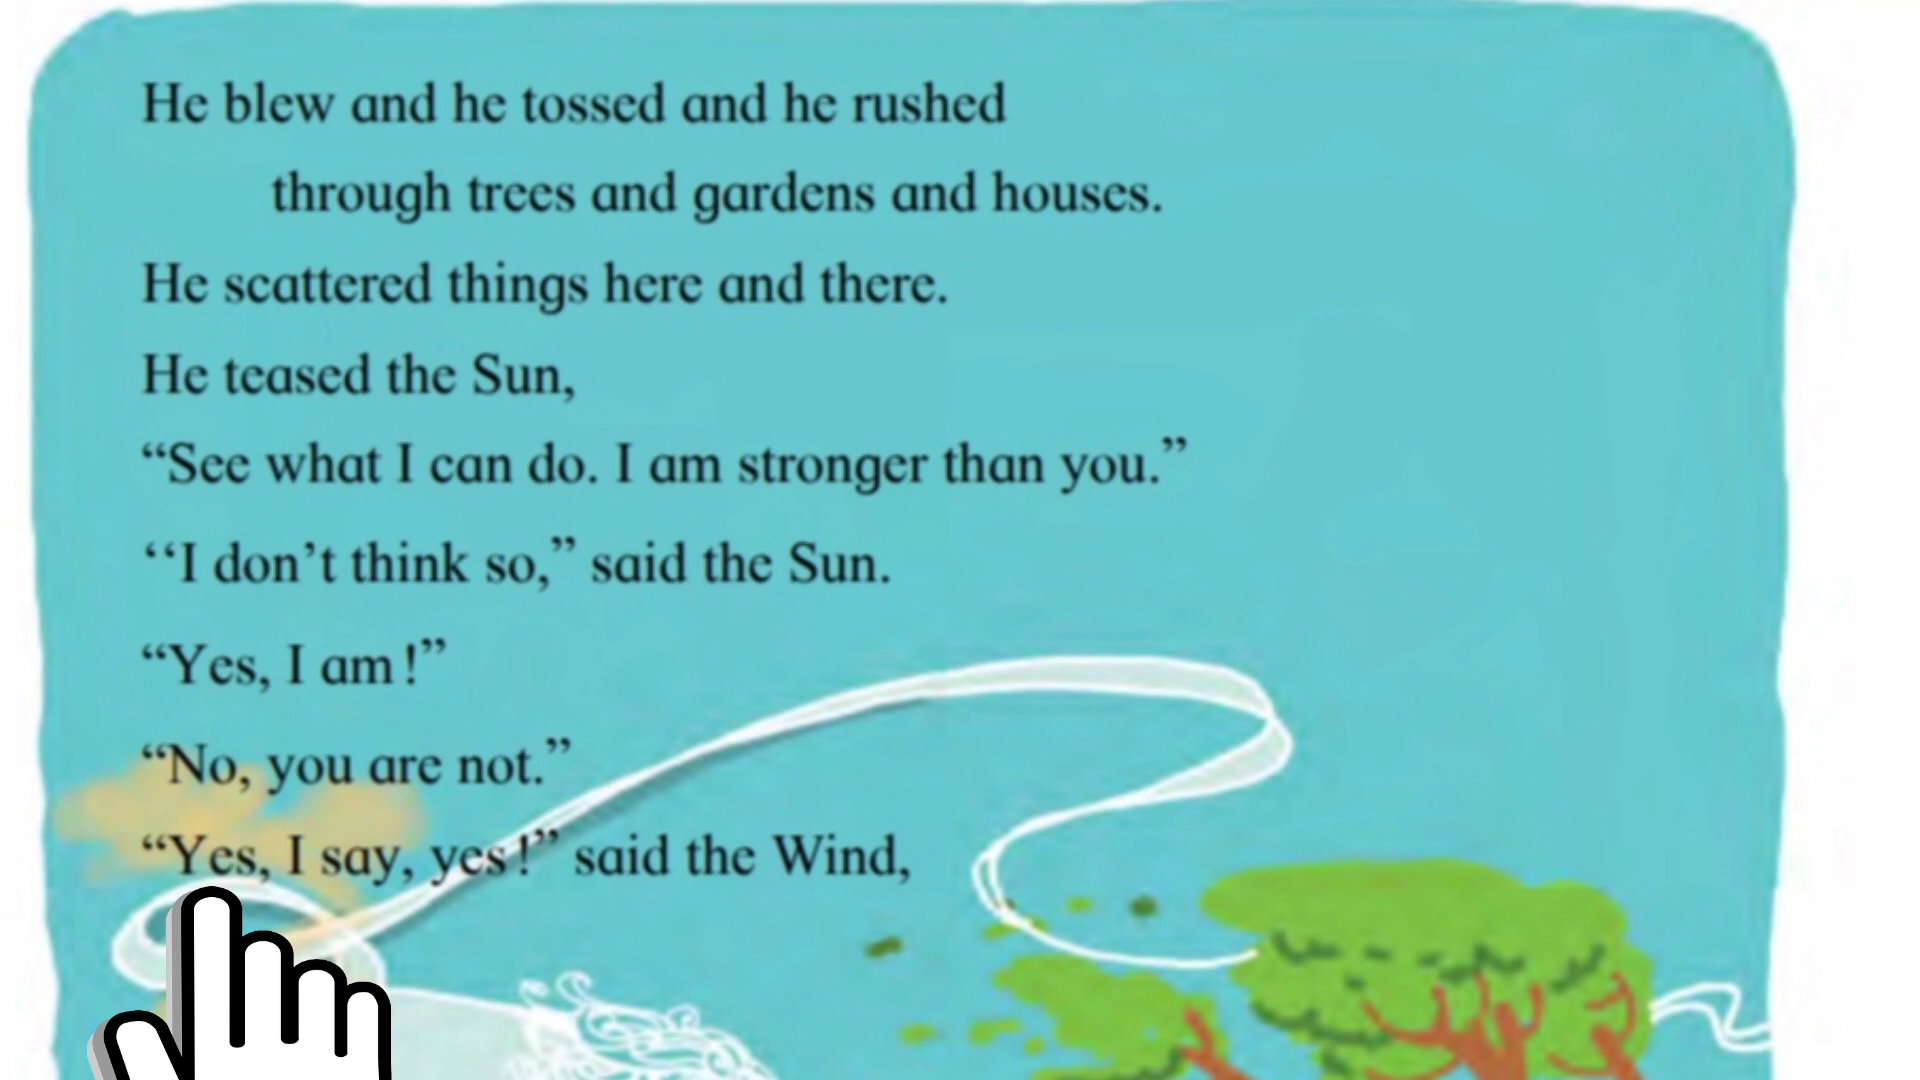 He blew and he tossed and he rushed
through trees and gardens and houses.
He scattered things here and there.
He teased the Sun,
“See what I can do. I am stronger than you.”
‘‘I don’t think so,” said the Sun.
“Yes, I am!”
“No, you are not.”
“Yes, I say, yes!” said the Wind,